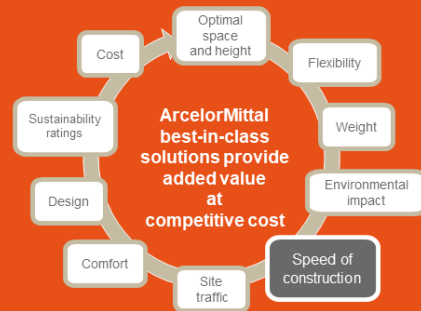 Optimal
space
and height
Flexibility
Weight
Environmental
impact
Speed of
construction
Site
traffic
Comfort
Design
Sustainability
ratings
Cost
ArcelorMittal
best-in-class
solutions provide
added value
at
competitive cost